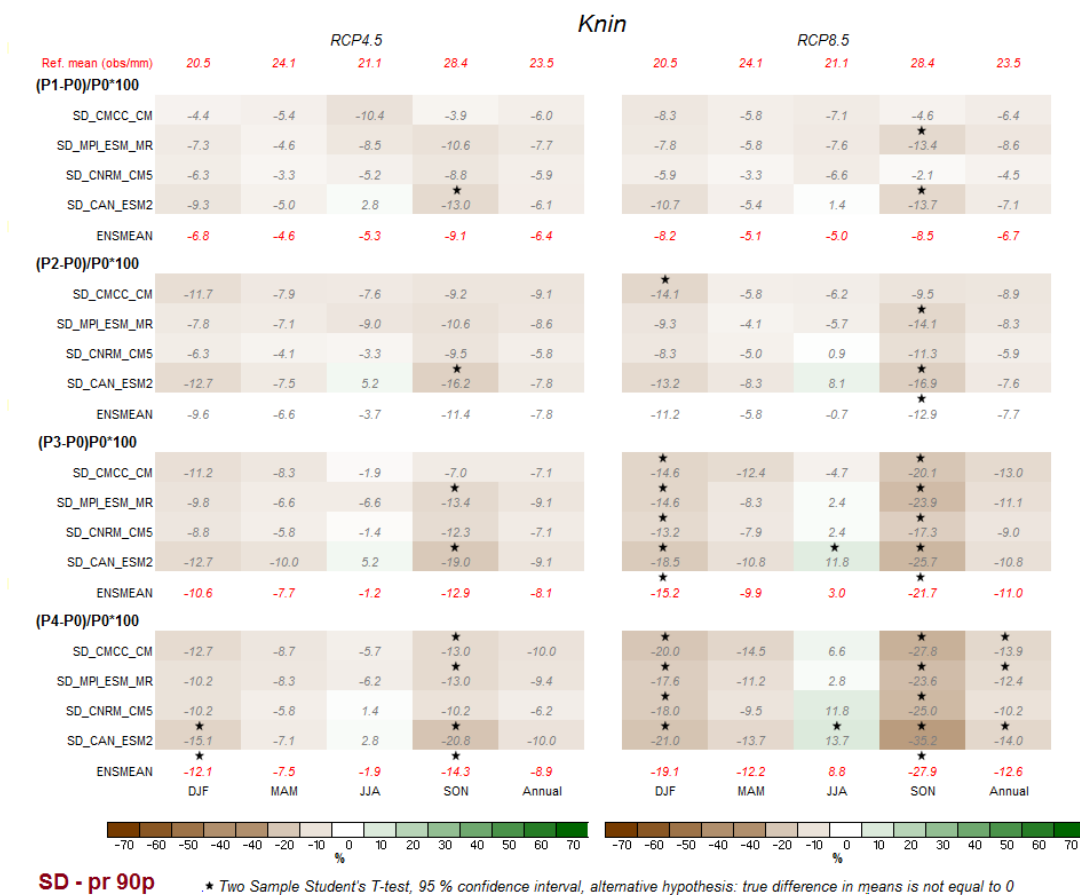 Knin
RCP4.5 RCP8.5
Ref. mean (obs/mm) 20.5 24.1 21.1 28.4 23.5 20.5 24.1 21.1 28.4 23.5
(P1-P0)/P0*100
SD_CMCC_CM -4.4 -5.4 -10.4 -3.9 -6.0 -8.3 -5.8 -7.1 -4.6 -6.4
★
SD_MPI_ESM_MR -7.3 -4.6 -8.5 -10.6 -7.7 -7.8 -5.8 -7.6 -13.4 -8.6
SD_CNRM_CM5 -6.3 -3.3 -5.2 -8.8 -5.9 -5.9 -3.3 -6.6 -2.1 -4.5
★ ★
SD_CAN_ESM2 -9.3 -5.0 2.8 -13.0 -6.1 -10.7 -5.4 1.4 -13.7 -7.1
ENSMEAN -6.8 -4.6 -5.3 -9.1 -6.4 -8.2 -5.1 -5.0 -8.5 -6.7
(P2-P0)/P0*100
★
SD_CMCC_CM -11.7 -7.9 -7.6 -9.2 -9.1 -14.1 -5.8 -6.2 -9.5 -8.9
★
SD_MPI_ESM_MR -7.8 -7.1 -9.0 -10.6 -8.6 -9.3 -4.1 -5.7 -14.1 -8.3
SD_CNRM_CM5 -6.3 -4.1 -3.3 -9.5 -5.8 -8.3 -5.0 0.9 -11.3 -5.9
★ ★
SD_CAN_ESM2 -12.7 -7.5 5.2 -16.2 -7.8 -13.2 -8.3 8.1 -16.9 -7.6
★
ENSMEAN -9.6 -6.6 -3.7 -11.4 -7.8 -11.2 -5.8 -0.7 -12.9 -7.7
(P3-P0)P0*100
★ ★
SD_CMCC_CM -11.2 -8.3 -1.9 -7.0 -7.1 -14.6 -12.4 -4.7 -20.1 -13.0
★ ★ ★
SD_MPI_ESM_MR -9.8 -6.6 -6.6 -13.4 -9.1 -14.6 -8.3 2.4 -23.9 -11.1
★ ★
SD_CNRM_CM5 -8.8 -5.8 -1.4 -12.3 -7.1 -13.2 -7.9 2.4 -17.3 -9.0
★ ★ ★ ★
SD_CAN_ESM2 -12.7 -10.0 5.2 -19.0 -9.1 -18.5 -10.8 11.8 -25.7 -10.8
★ ★
ENSMEAN -10.6 -7.7 -1.2 -12.9 -8.1 -15.2 -9.9 3.0 -21.7 -11.0
(P4-P0)/P0*100
★ ★ ★ ★
SD_CMCC_CM -12.7 -8.7 -5.7 -13.0 -10.0 -20.0 -14.5 6.6 -27.8 -13.9
★ ★ ★ ★
SD_MPI_ESM_MR -10.2 -8.3 -6.2 -13.0 -9.4 -17.6 -11.2 2.8 -23.6 -12.4
★ ★
SD_CNRM_CM5 -10.2 -5.8 1.4 -10.2 -6.2 -18.0 -9.5 11.8 -25.0 -10.2
★ ★ ★ ★ ★ ★
SD_CAN_ESM2 -15.1 -7.1 2.8 -20.8 -10.0 -21.0 -13.7 13.7 -35.2 -14.0
★ ★ ★
ENSMEAN -12.1 -7.5 -1.9 -14.3 -8.9 -19.1 -12.2 8.8 -27.9 -12.6
DJF MAM JJA SON Annual DJF MAM JJA SON Annual
-70 -60 -50 -40 -40 -20 -10 0 10 20 30 40 50 60 70 -70 -60 -50 -40 -40 -20 -10 0 10 20 30 40 50 60 70
% %
SD - pr 90p .★ Two Sample Student's T-test, 95 % confidence interval, alternative hypothesis: true difference in means is not equal to 0